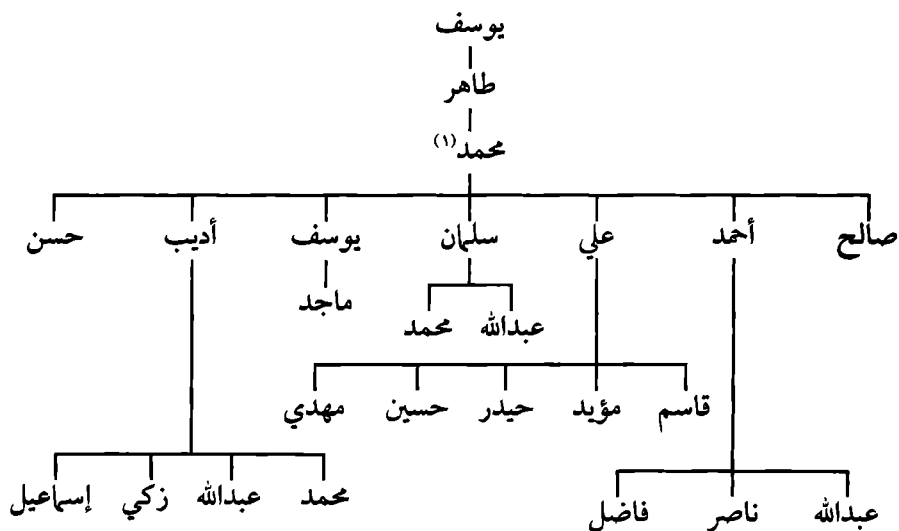 يوسف
طاهر
محمد(١)
صالح أحمد علي سلمان يوسف أديب حسن
ماجد
عبدالله محمد
قاسم مؤيد حيدر حسين مهدي
محمد عبدالله زكي إسماعيل
عبدالله ناصر فاضل